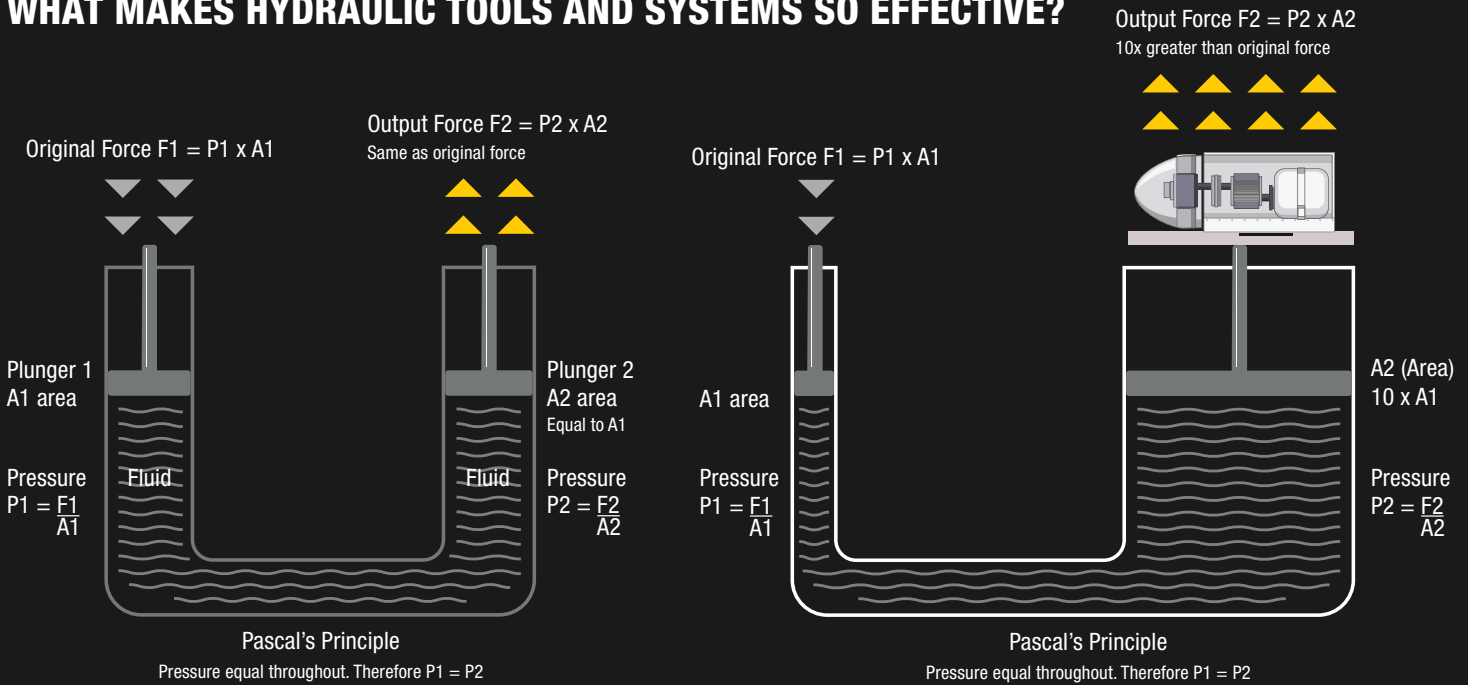 WHAT MAKES HYDRAULIC TOOLS AND SYSTEMS SO EFFECTIVE?
Original Force F1 = P1 x A1
Output Force F2 = P2 x A2
Same as original force
Plunger 1
A1 area
Pressure
P1 = F1
A1
Fluid
Fluid
Plunger 2
A2 area
Equal to A1
Pressure
P2 = F2
A2
Pascal's Principle
Pressure equal throughout. Therefore P1 = P2
Original Force F1 = P1 x A1
Output Force F2 = P2 x A2
10x greater than original force
A1 area
Pressure
P1 = F1
A1
A2 (Area)
10 x A1
Pressure
P2 = F2
A2
Pascal's Principle
Pressure equal throughout. Therefore P1 = P2